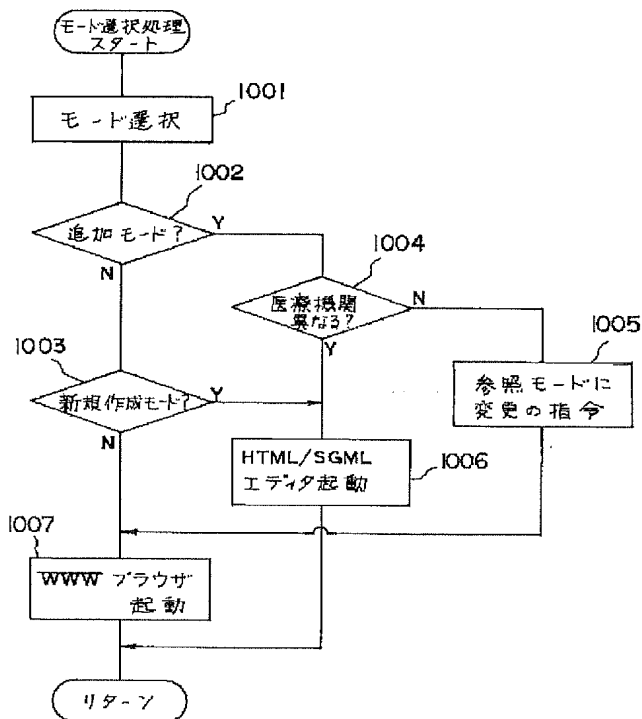 モード選択処理
スタート
1001
モード選択
1002
追加モード?
Y
N
1004
医療機関
異なる?
N
Y
1003
新規作成モード?
Y
N
1005
参照モードに
変更の指令
HTML/SGML
エディタ起動
1006
1007
WWW ブラウザ
起動
リターン